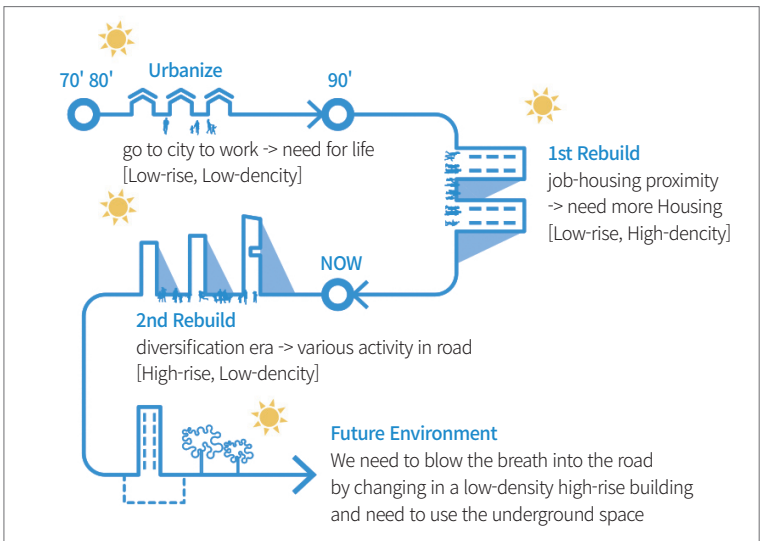 70' 80'
Urbanize
90'
go to city to work -> need for life
[Low-rise, Low-dencity]
1st Rebuild
job-housing proximity
-> need more Housing
[Low-rise, High-dencity]
NOW
2nd Rebuild
diversification era -> various activity in road
[High-rise, Low-dencity]
Future Environment
We need to blow the breath into the road
by changing in a low-density high-rise building
and need to use the underground space